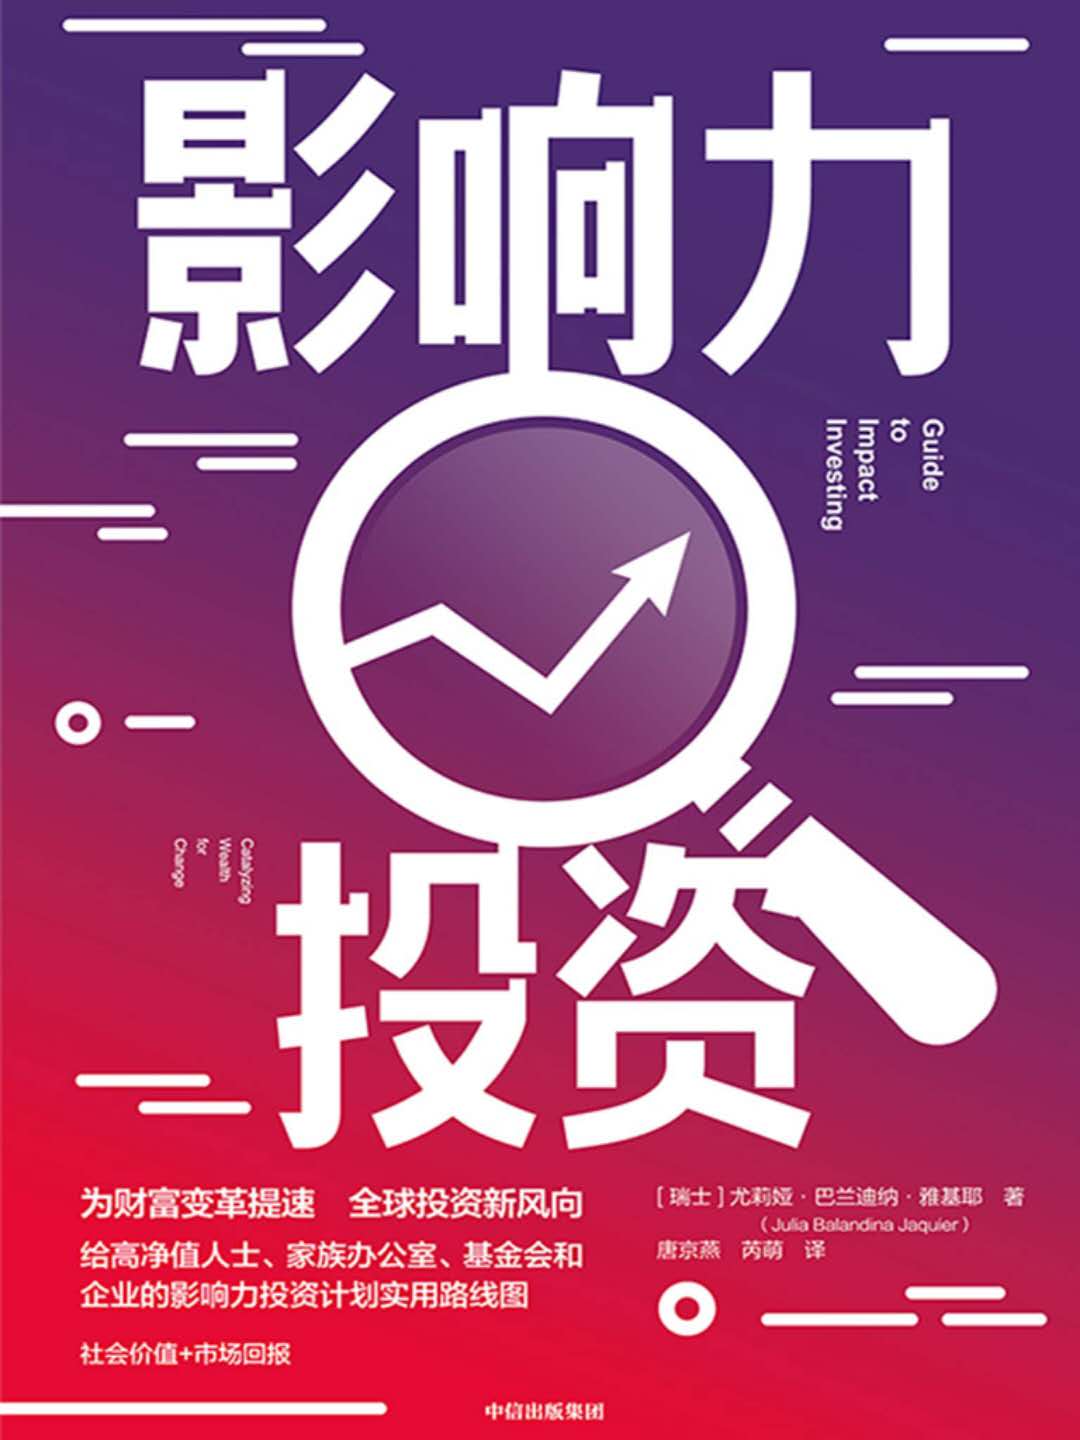 影响力
Guide
to
Impact
Investing
投资
Catalyzing
Wealth
for
Change
为财富变革提速 全球投资新风向
给高净值人士、家族办公室、基金会和
企业的影响力投资计划实用路线图
社会价值+市场回报
[瑞士]尤莉娅·巴兰迪纳·雅基耶 著
(Julia Balandina Jaquier)
唐京燕 芮萌 译
中信出版集团